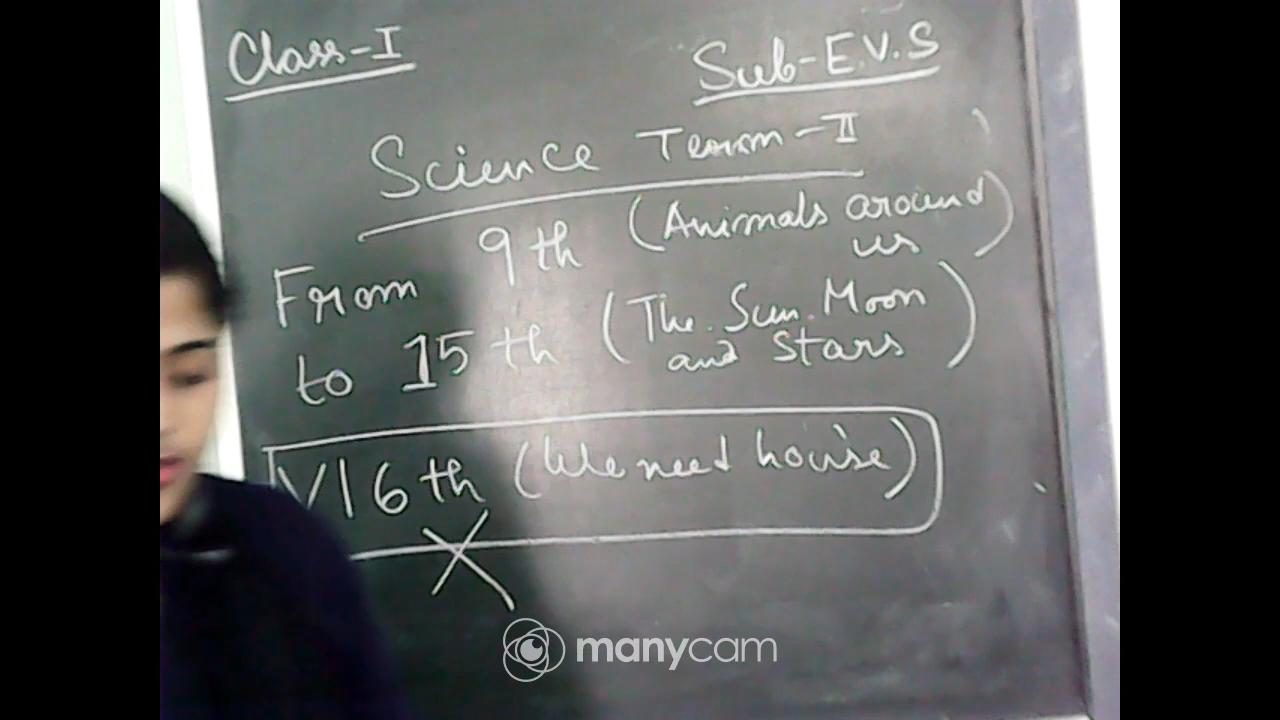 Class-I
Sub-E.V.S
Science Term-II
From 9th (Animals around us)
to 15th (The Sun Moon and Stars)
16th (We need house)
manycam